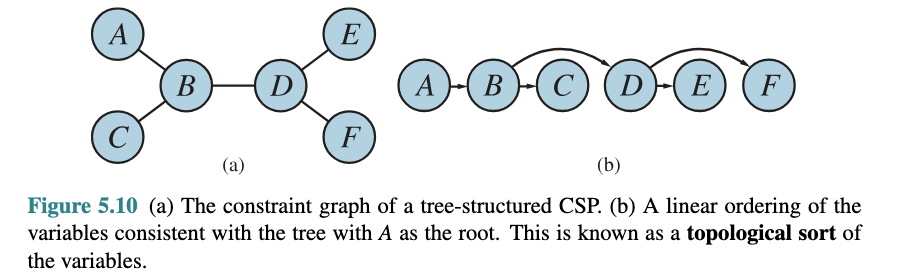 A
E
B
D
C
F
(a)
A B C D E F
(b)
Figure 5.10 (a) The constraint graph of a tree-structured CSP. (b) A linear ordering of the
variables consistent with the tree with A as the root. This is known as a topological sort of
the variables.